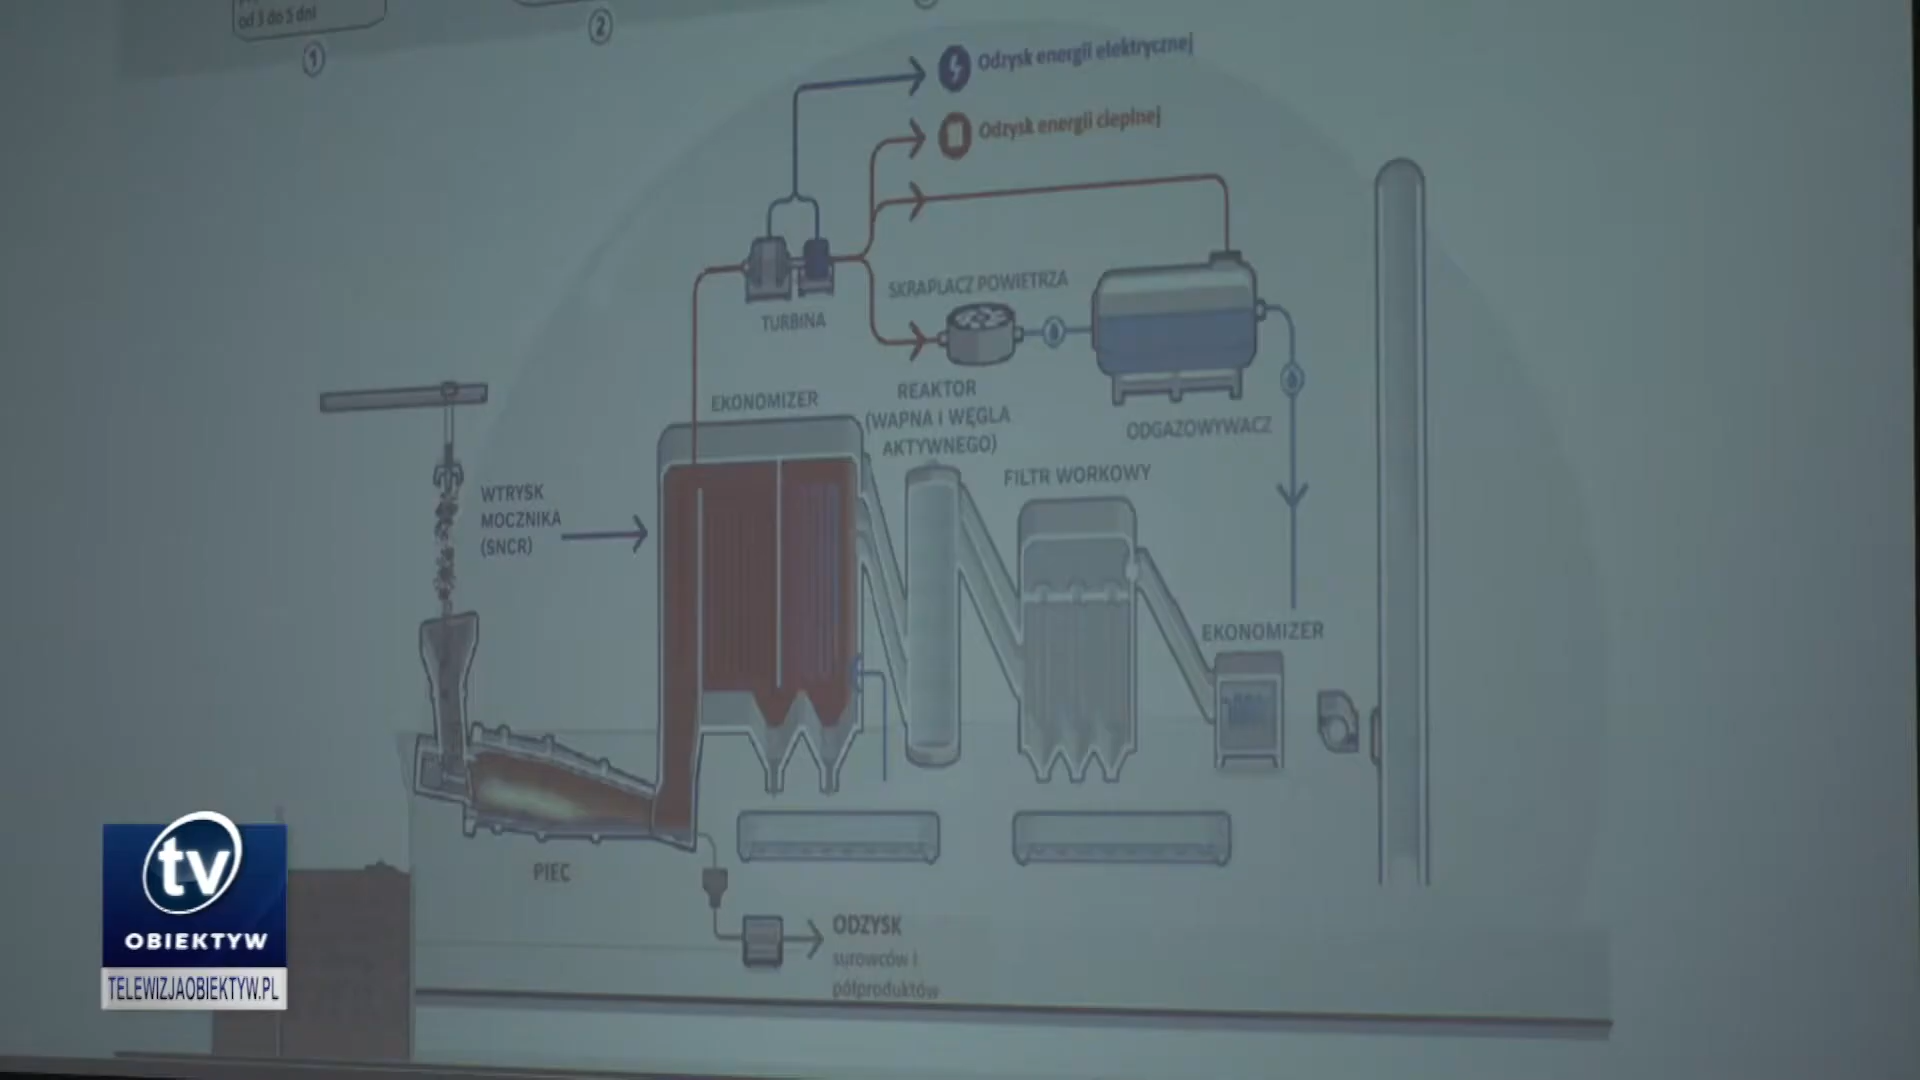 od 3 do 5 dni
1
2
Odzysk energii elektrycznej
Odzysk energii cieplnej
SKRAPLACZ POWIETRZA
TURBINA
EKONOMIZER
REAKTOR
(WAPNA I WĘGLA
AKTYWNEGO)
ODGAZOWYWACZ
FILTR WORKOWY
WTRYSK
MOCZNIKA
(SNCR)
EKONOMIZER
PIEC
ODZYSK
surowców i
półproduktów
tv
OBIEKTYW
TELEWIZJAOBIEKTYW.PL